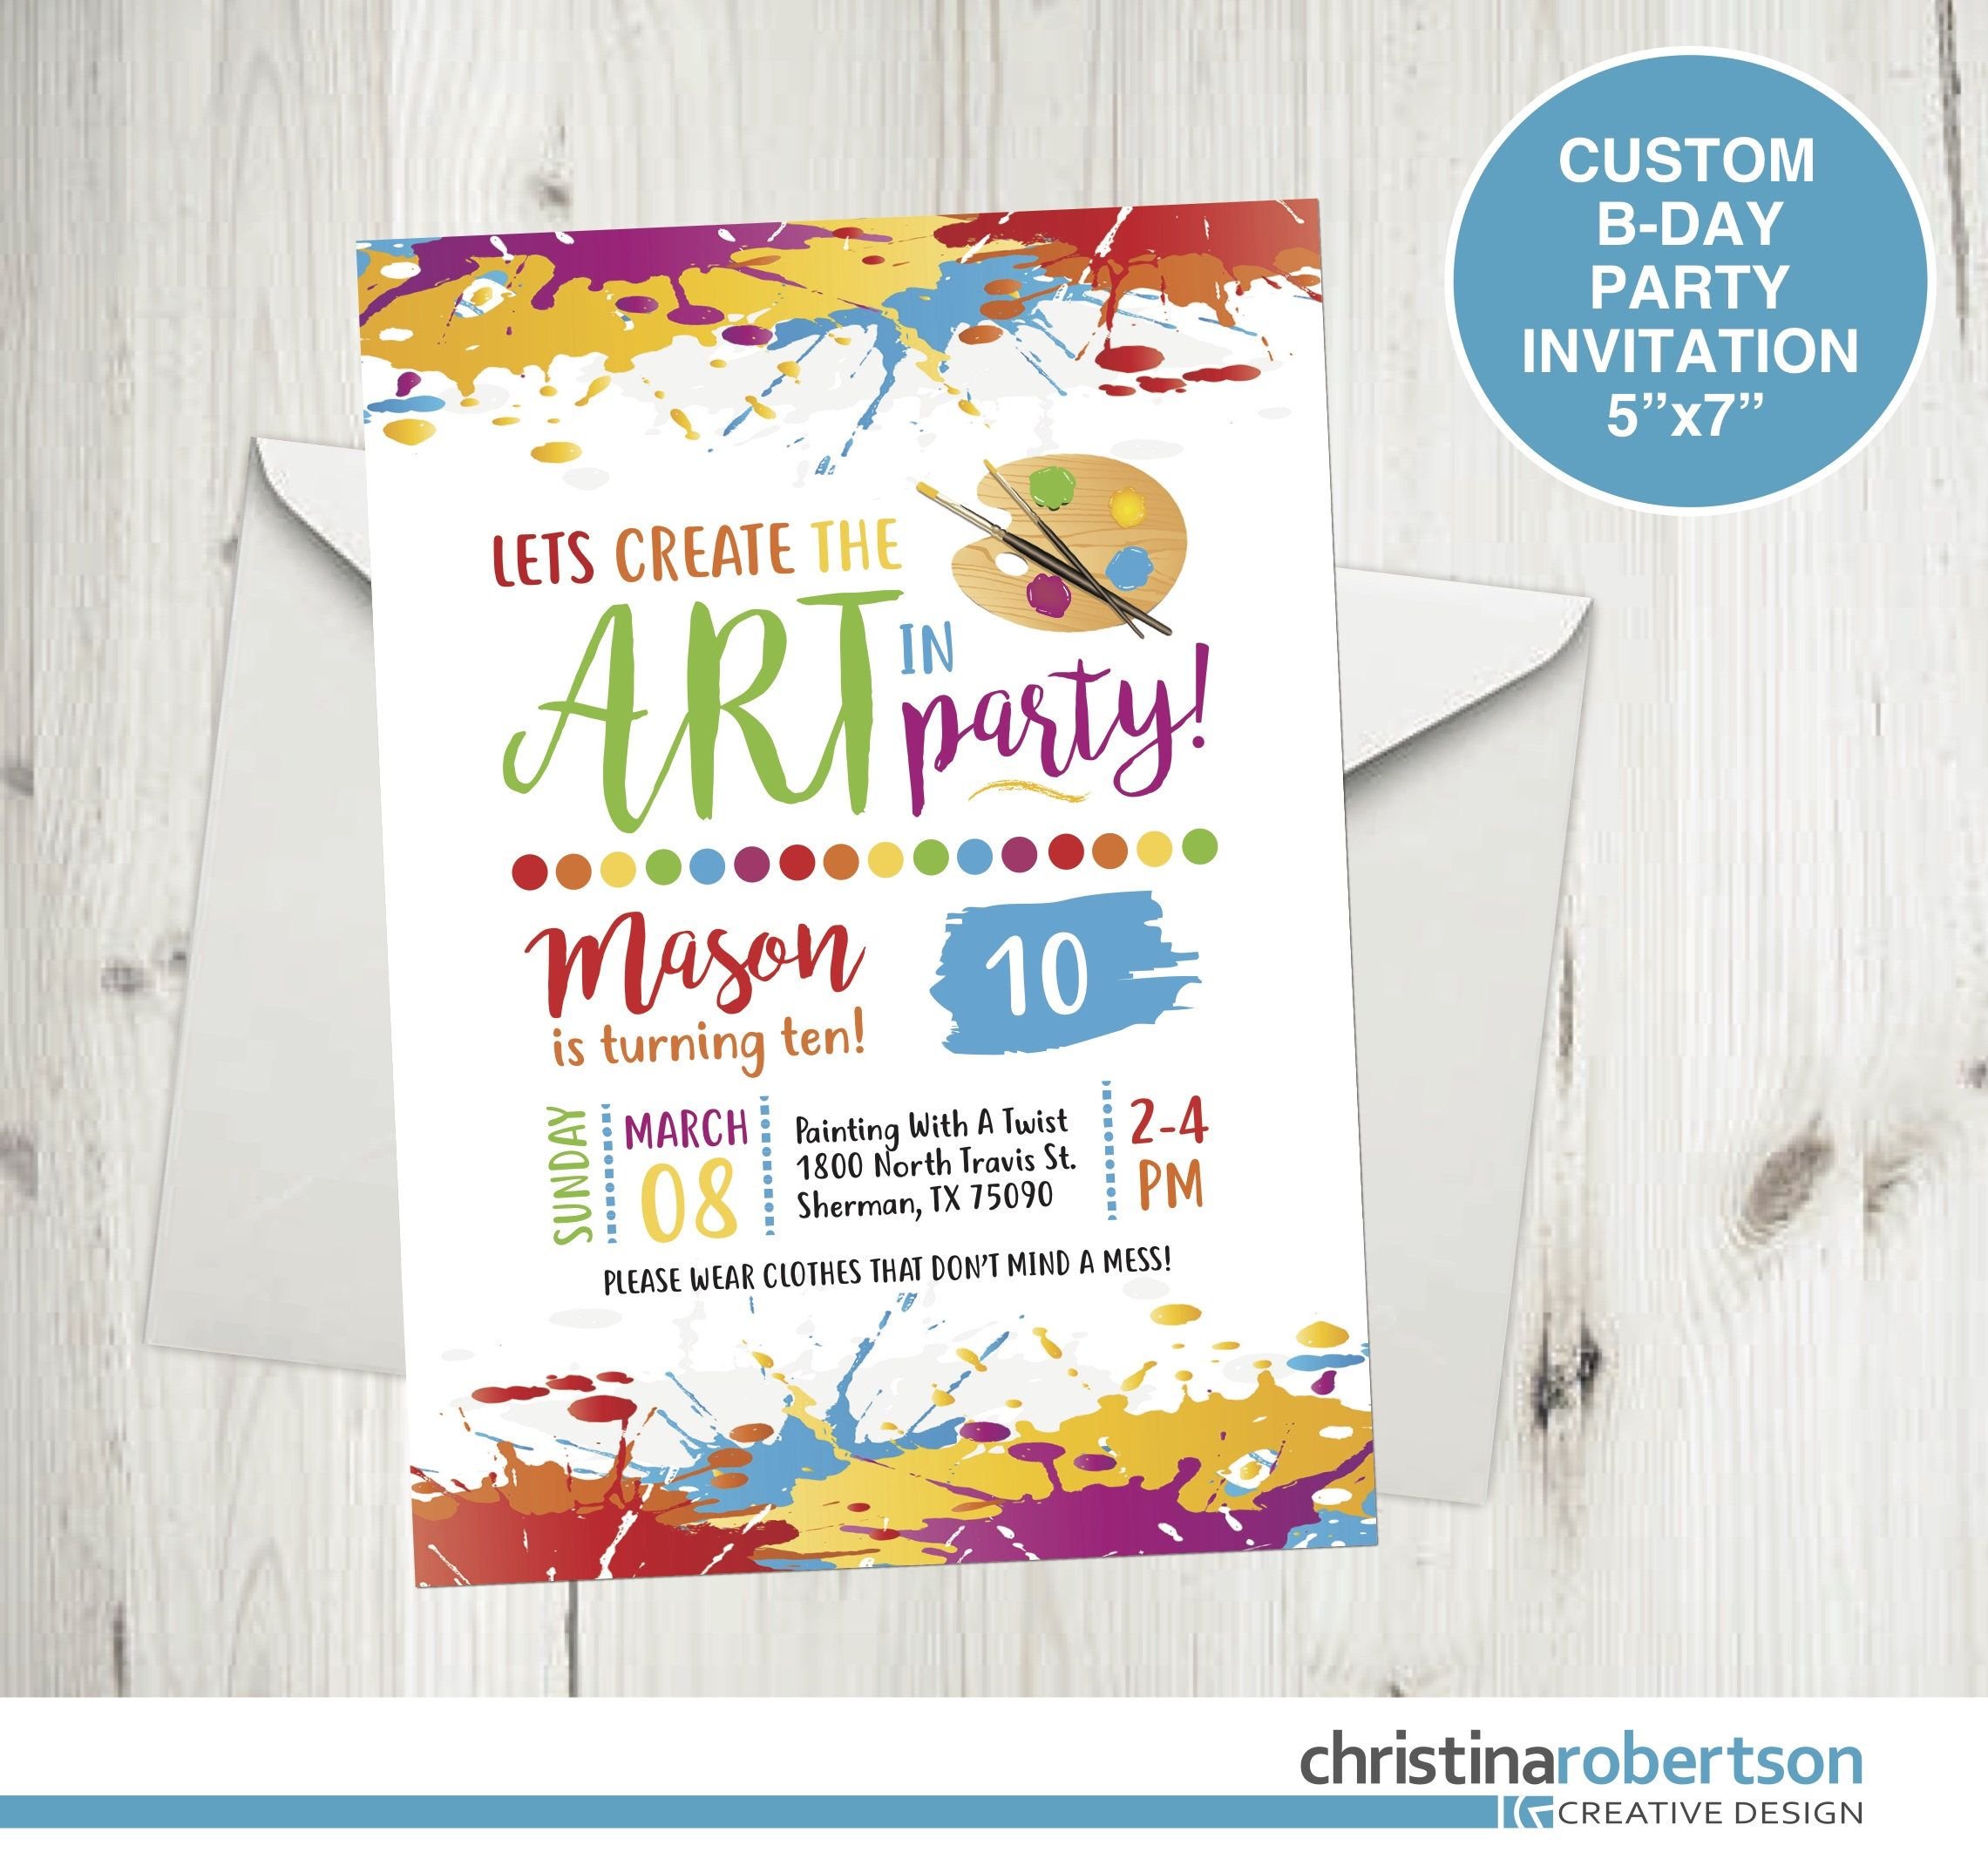 CUSTOM
B-DAY
PARTY
INVITATION
5”x7”
LETS CREATE THE
ART IN
party!
Mason
is turning ten!
10
SUNDAY
MARCH
08
Painting With A Twist
1800 North Travis St.
Sherman, TX 75090
2-4
PM
PLEASE WEAR CLOTHES THAT DON'T MIND A MESS!
christinarobertson
CREATIVE DESIGN